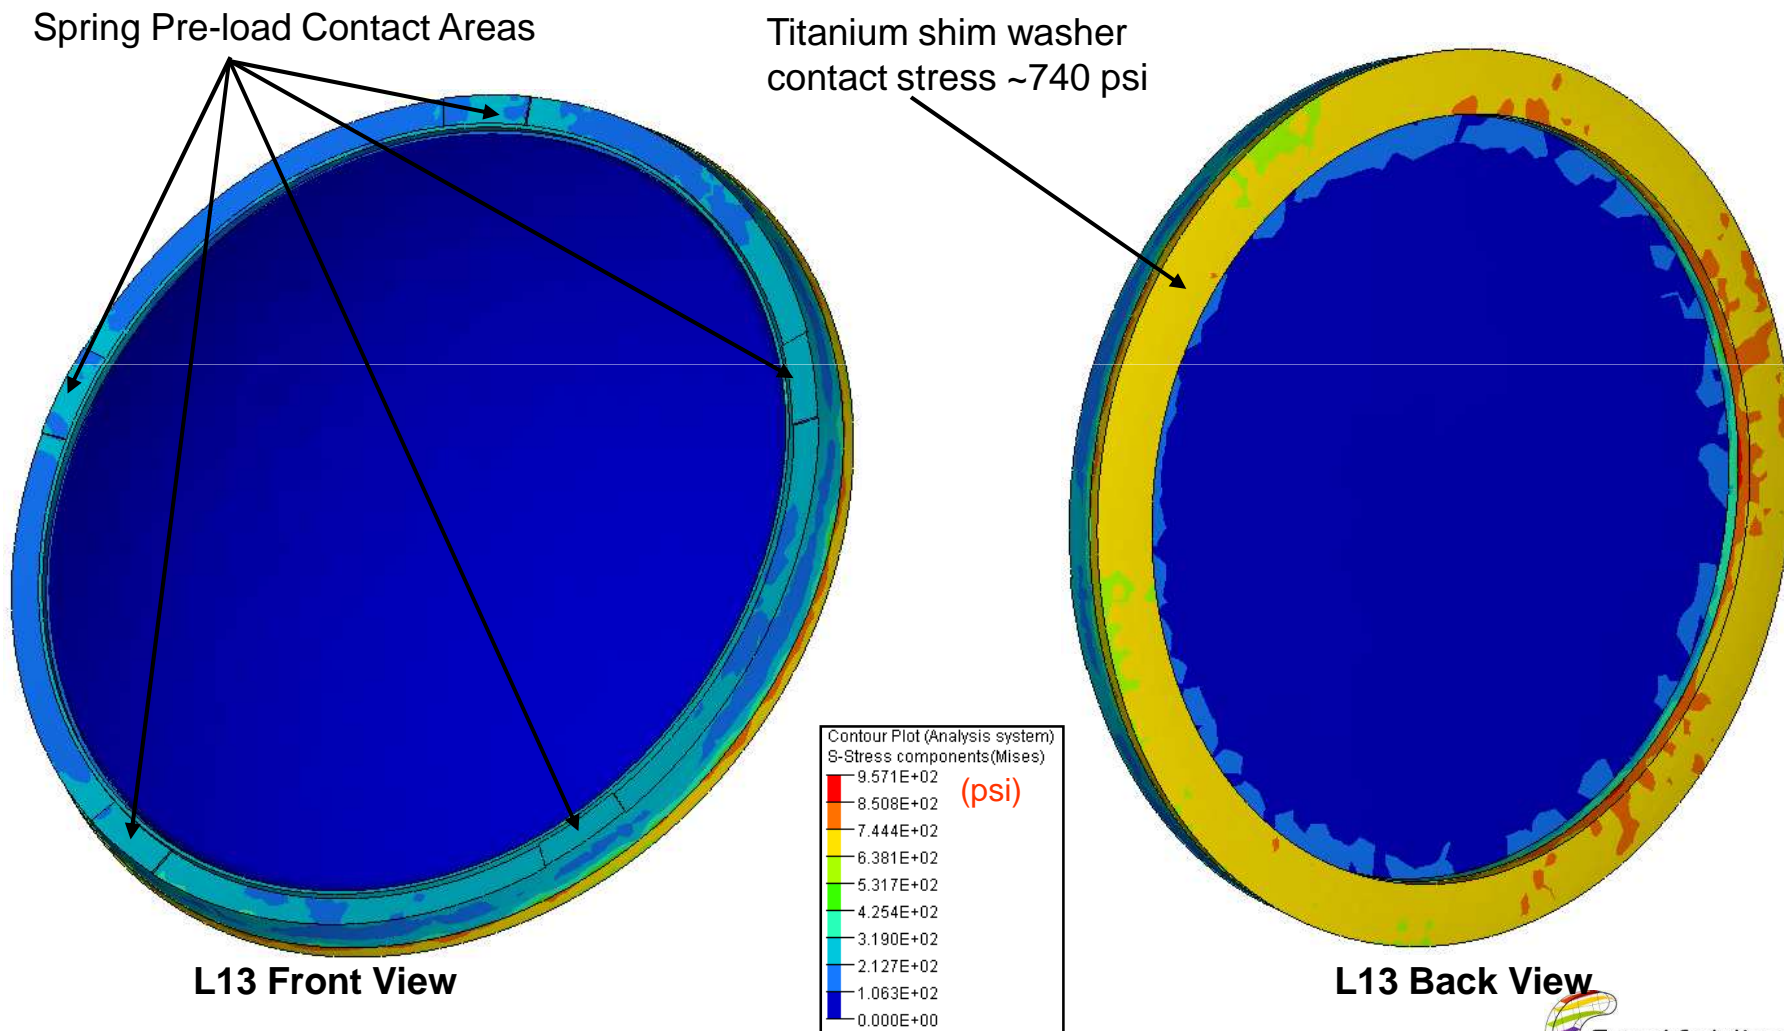 Spring Pre-load Contact Areas
Titanium shim washer
contact stress ~740 psi
Contour Plot (Analysis system)
S-Stress components(Mises)
9.571E+02
(psi)
8.508E+02
7.444E+02
6.381E+02
5.317E+02
4.254E+02
3.190E+02
2.127E+02
1.063E+02
0.000E+00
L13 Front View
L13 Back View